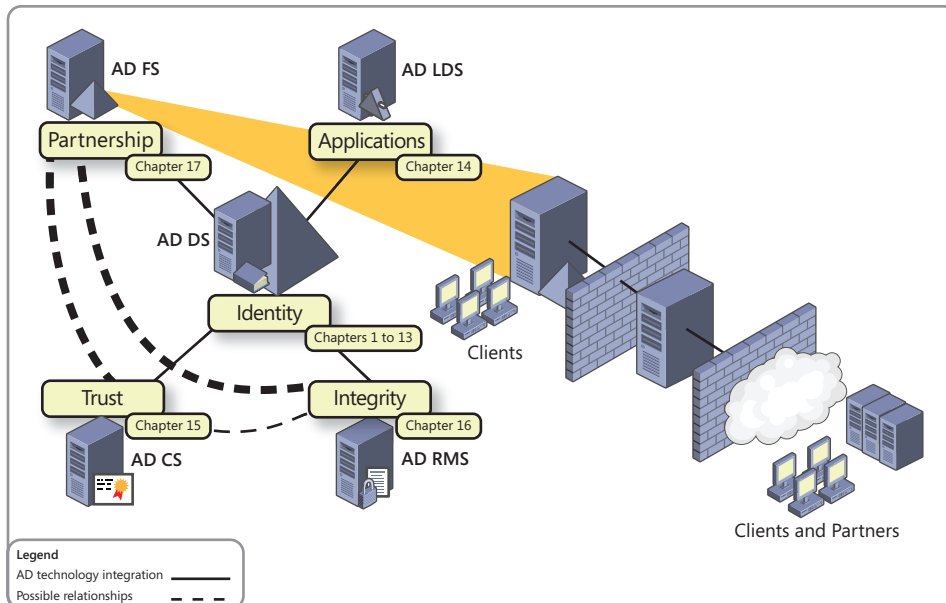 AD FS
AD LDS
Partnership
Applications
Chapter 17
Chapter 14
AD DS
Identity
Clients
Chapters 1 to 13
Trust
Integrity
Chapter 15
Chapter 16
AD CS
AD RMS
Clients and Partners
Legend
AD technology integration
Possible relationships